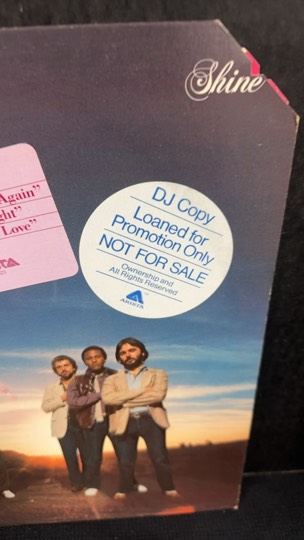 Shine
Again"
ght"
Love"
TA
DJ Copy
Loaned for
Promotion Only
NOT FOR SALE
Ownership and
All Rights Reserved
ARISTA